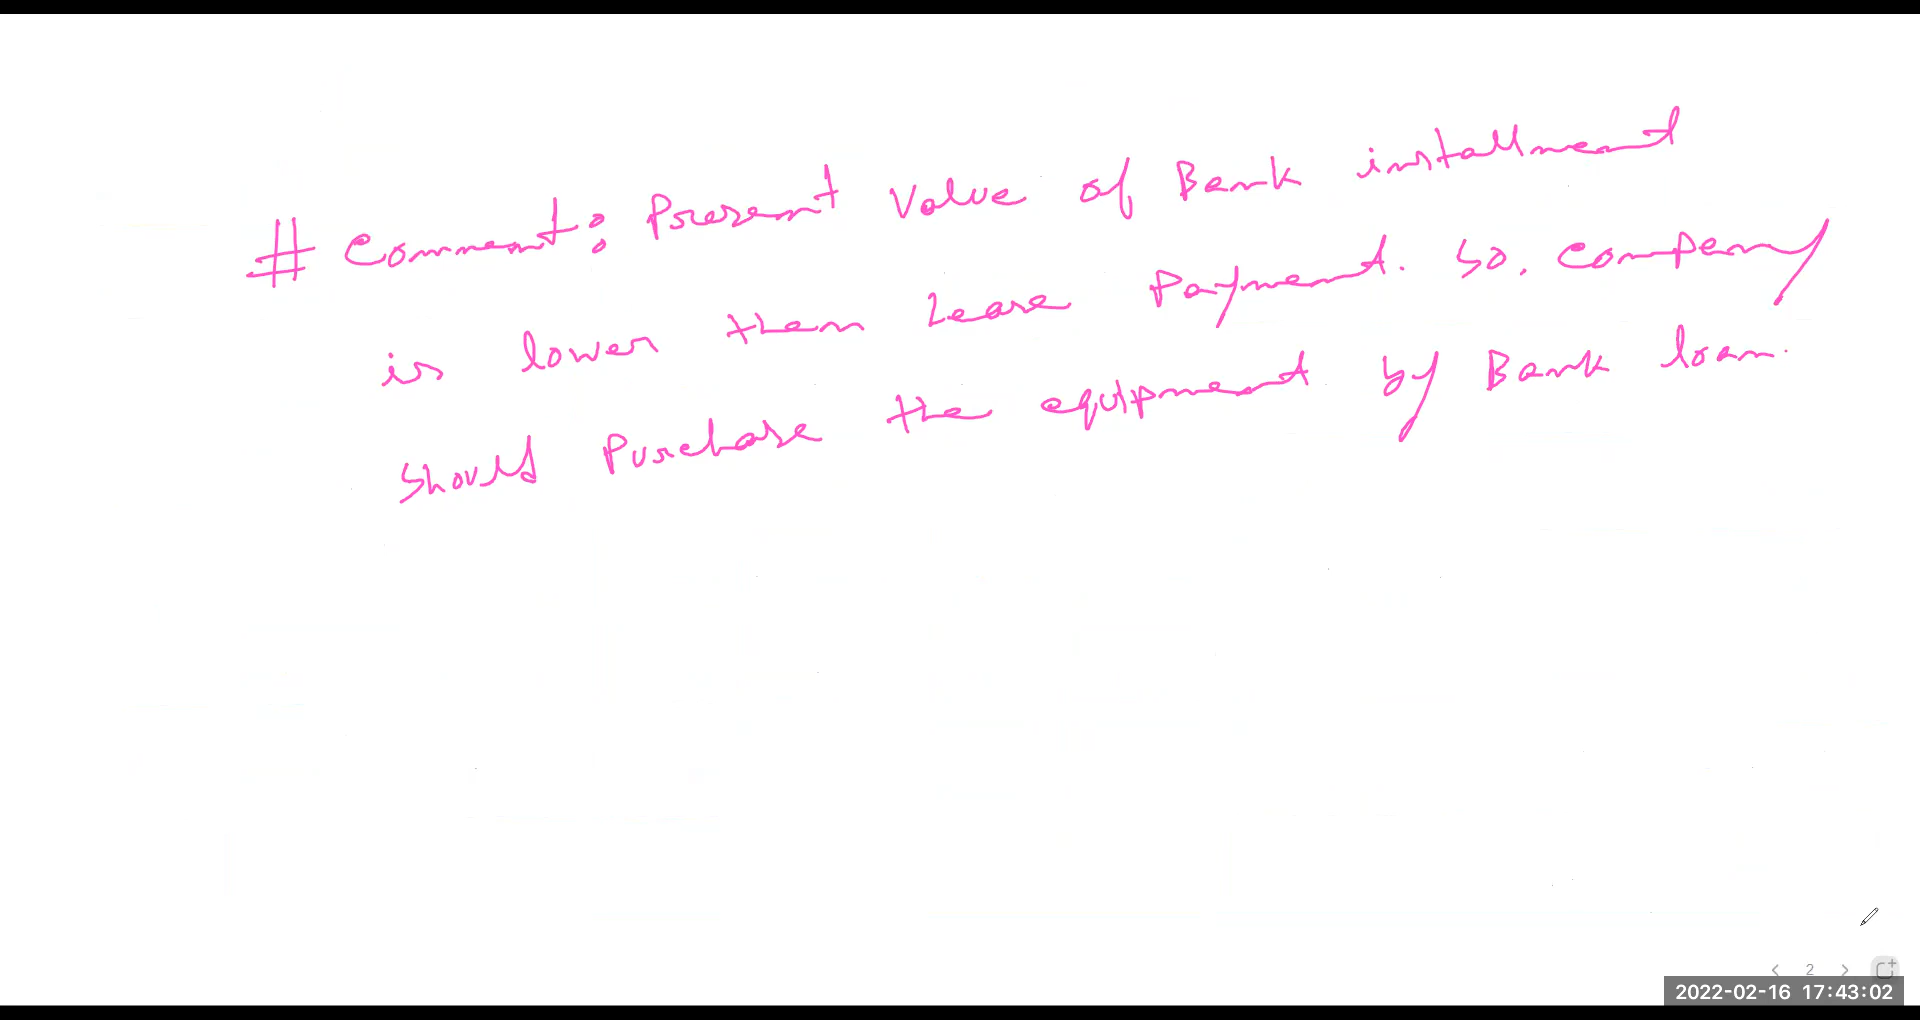 # Comment: Present Value of Bank installment
is lower than Lease Payment. So, Company
should Purchase the equipment by Bank loan.
2
2022-02-16 17:43:02